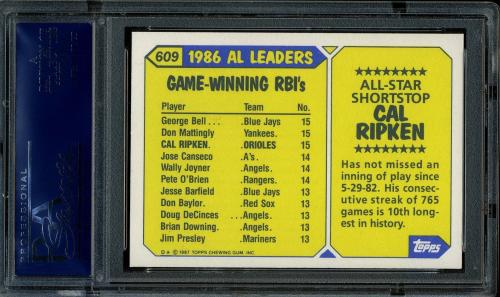 PROFESSIONAL
PSA
609 1986 AL LEADERS
GAME-WINNING RBI's
Player Team No.
George Bell ... .Blue Jays 15
Don Mattingly Yankees. 15
CAL RIPKEN. .ORIOLES 15
Jose Canseco .A's. 14
Wally Joyner .Angels. 14
Pete O'Brien .Rangers. 14
Jesse Barfield .Blue Jays 13
Don Baylor. .Red Sox 13
Doug DeCinces ...Angels. 13
Brian Downing. .Angels. 13
Jim Presley .Mariners 13
© 1987 TOPPS CHEWING GUM, INC.
ALL-STAR
SHORTSTOP
CAL
RIPKEN
Has not missed an
inning of play since
5-29-82. His consec-
utive streak of 765
games is 10th long-
est in history.
Topps